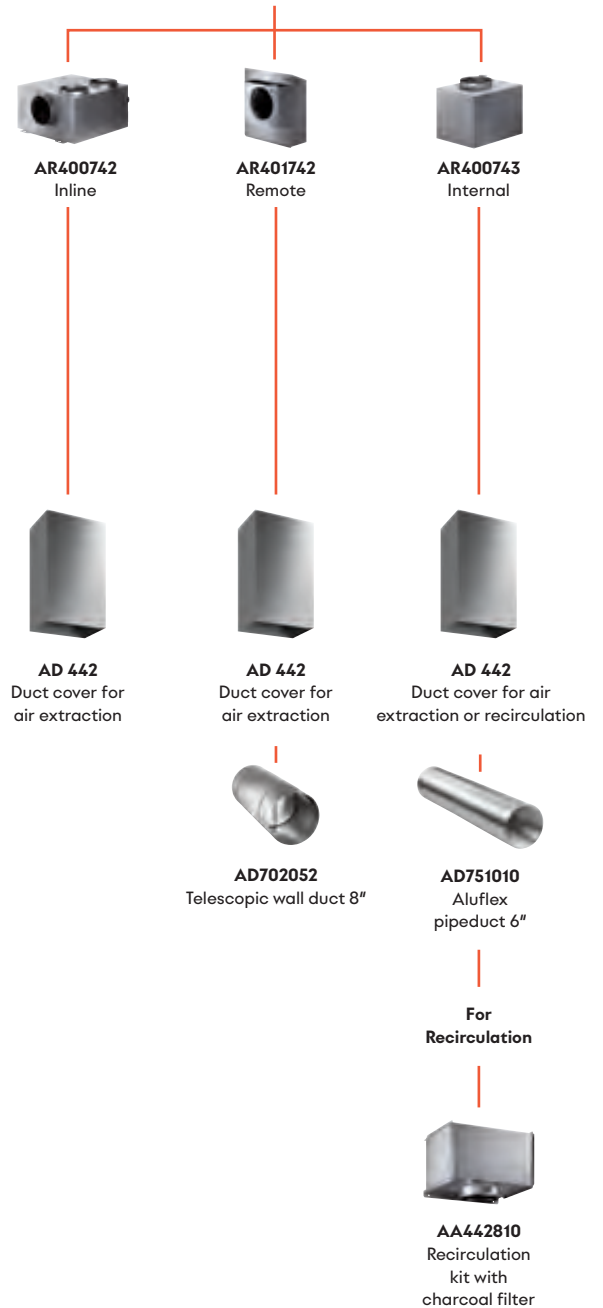 AR400742
Inline
AR401742
Remote
AR400743
Internal
AD 442
Duct cover for
air extraction
AD 442
Duct cover for
air extraction
AD 442
Duct cover for air
extraction or recirculation
AD702052
Telescopic wall duct 8"
AD751010
Aluflex
pipeduct 6"
For
Recirculation
AA442810
Recirculation
kit with
charcoal filter